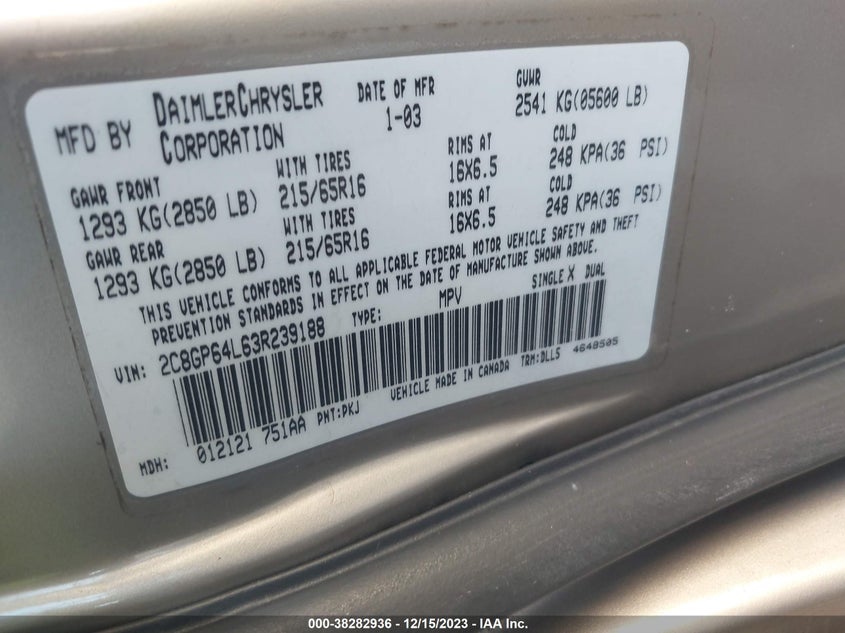 MFD BY DAIMLERCHRYSLER CORPORATION DATE OF MFR 1-03 GVWR 2541 KG(05600 LB)
GAWR FRONT WITH TIRES RIMS AT COLD
1293 KG(2850 LB) 215/65R16 16X6.5 248 KPA(36 PSI)
GAWR REAR WITH TIRES RIMS AT COLD
1293 KG(2850 LB) 215/65R16 16X6.5 248 KPA(36 PSI)
THIS VEHICLE CONFORMS TO ALL APPLICABLE FEDERAL MOTOR VEHICLE SAFETY AND THEFT
PREVENTION STANDARDS IN EFFECT ON THE DATE OF MANUFACTURE SHOWN ABOVE.
VIN: 2C8GP64L63R239188 TYPE: MPV SINGLE X DUAL
MDH: 012121 751AA PNT:PKJ VEHICLE MADE IN CANADA TRM:DLL5 4648505
000-38282936 - 12/15/2023 - IAA Inc.